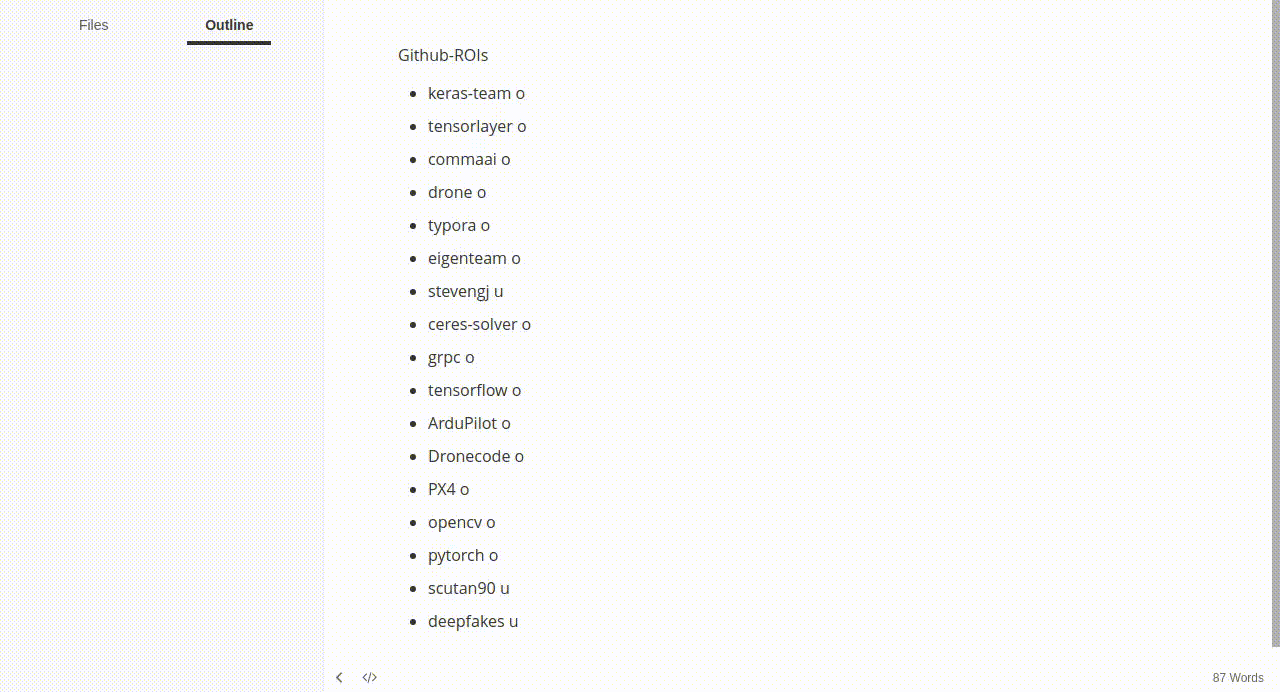 Files
Outline
Github-ROIs
keras-team o
tensorlayer o
commaai o
drone o
typora o
eigenteam o
stevengj u
ceres-solver o
grpc o
tensorflow o
ArduPilot o
Dronecode o
PX4 o
opencv o
pytorch o
scutan90 u
deepfakes u
87 Words